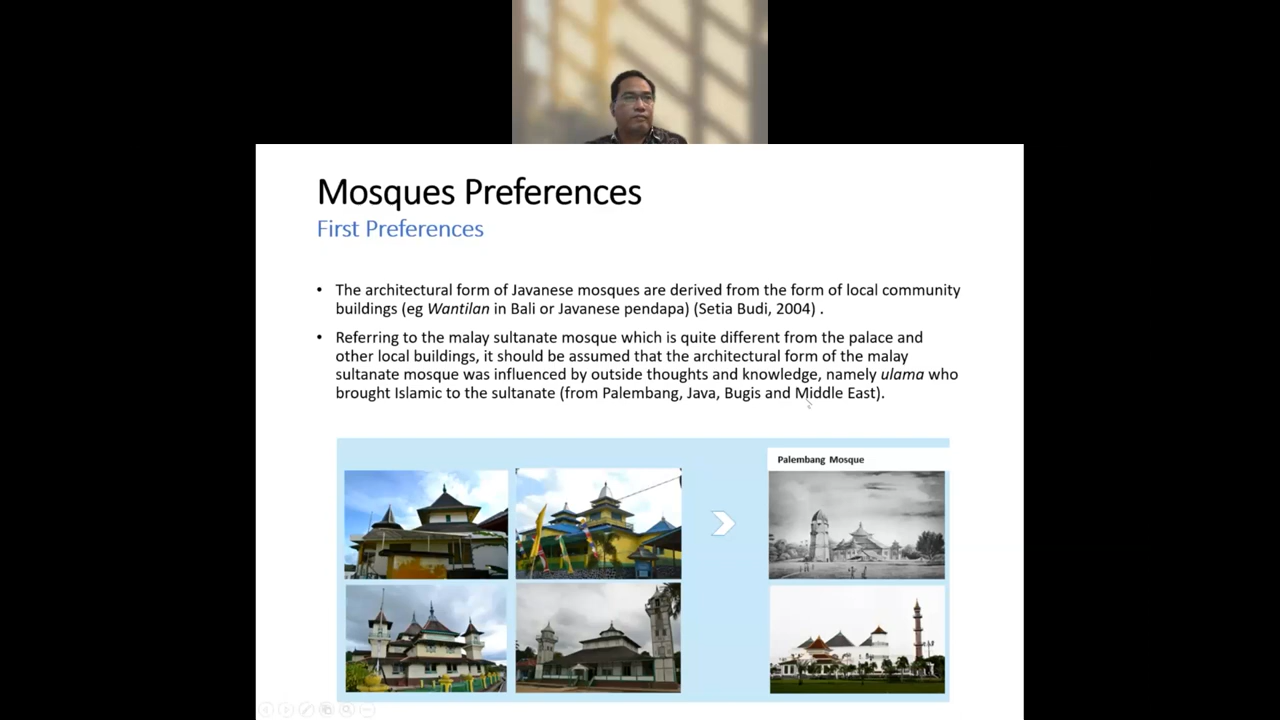 Mosques Preferences
First Preferences
• The architectural form of Javanese mosques are derived from the form of local community
buildings (eg Wantilan in Bali or Javanese pendapa) (Setia Budi, 2004) .
• Referring to the malay sultanate mosque which is quite different from the palace and
other local buildings, it should be assumed that the architectural form of the malay
sultanate mosque was influenced by outside thoughts and knowledge, namely ulama who
brought Islamic to the sultanate (from Palembang, Java, Bugis and Middle East).
Palembang Mosque